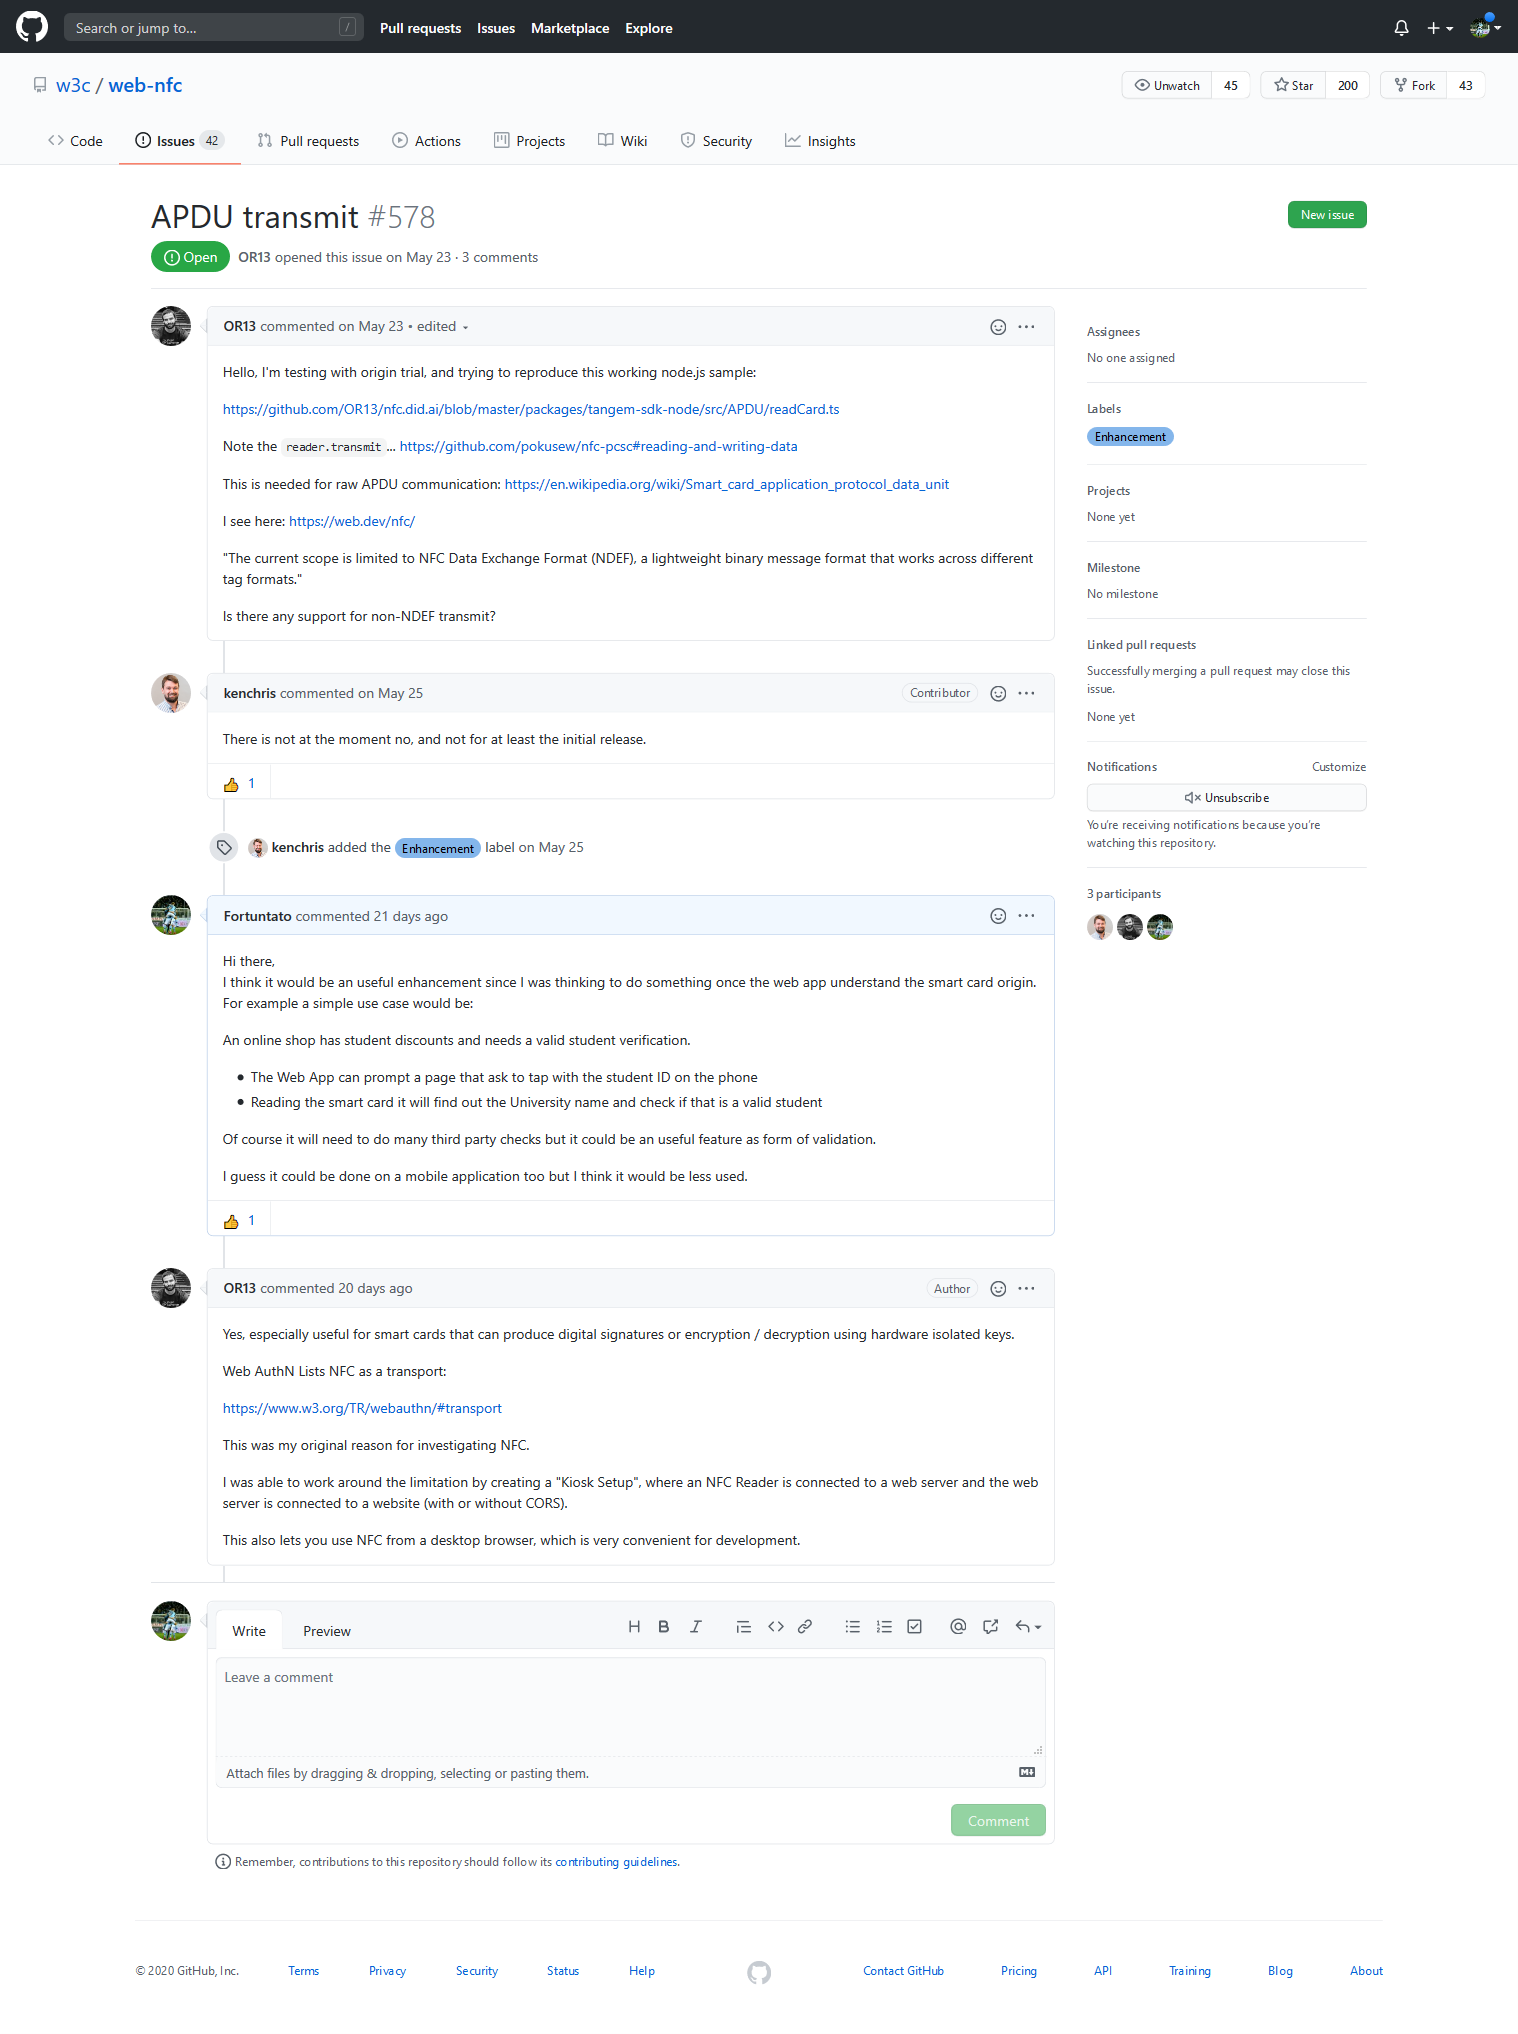 Search or jump to... /
Pull requests Issues Marketplace Explore
w3c / web-nfc
Unwatch 45 Star 200 Fork 43
Code Issues 42 Pull requests Actions Projects Wiki Security Insights
APDU transmit #578
New issue
Open OR13 opened this issue on May 23 · 3 comments
OR13 commented on May 23 • edited
Hello, I'm testing with origin trial, and trying to reproduce this working node.js sample:
https://github.com/OR13/nfc.did.ai/blob/master/packages/tangem-sdk-node/src/APDU/readCard.ts
Note the reader.transmit ... https://github.com/pokusew/nfc-pcsc#reading-and-writing-data
This is needed for raw APDU communication: https://en.wikipedia.org/wiki/Smart_card_application_protocol_data_unit
I see here: https://web.dev/nfc/
"The current scope is limited to NFC Data Exchange Format (NDEF), a lightweight binary message format that works across different
tag formats."
Is there any support for non-NDEF transmit?
kenchris commented on May 25 Contributor
There is not at the moment no, and not for at least the initial release.
👍 1
kenchris added the Enhancement label on May 25
Fortuntato commented 21 days ago
Hi there,
I think it would be an useful enhancement since I was thinking to do something once the web app understand the smart card origin.
For example a simple use case would be:
An online shop has student discounts and needs a valid student verification.
• The Web App can prompt a page that ask to tap with the student ID on the phone
• Reading the smart card it will find out the University name and check if that is a valid student
Of course it will need to do many third party checks but it could be an useful feature as form of validation.
I guess it could be done on a mobile application too but I think it would be less used.
👍 1
OR13 commented 20 days ago Author
Yes, especially useful for smart cards that can produce digital signatures or encryption / decryption using hardware isolated keys.
Web AuthN Lists NFC as a transport:
https://www.w3.org/TR/webauthn/#transport
This was my original reason for investigating NFC.
I was able to work around the limitation by creating a "Kiosk Setup", where an NFC Reader is connected to a web server and the web
server is connected to a website (with or without CORS).
This also lets you use NFC from a desktop browser, which is very convenient for development.
Write Preview H B I
Leave a comment
Attach files by dragging & dropping, selecting or pasting them.
Comment
Remember, contributions to this repository should follow its contributing guidelines.
Assignees
No one assigned
Labels
Enhancement
Projects
None yet
Milestone
No milestone
Linked pull requests
Successfully merging a pull request may close this
issue.
None yet
Notifications Customize
Unsubscribe
You're receiving notifications because you're
watching this repository.
3 participants
© 2020 GitHub, Inc. Terms Privacy Security Status Help Contact GitHub Pricing API Training Blog About